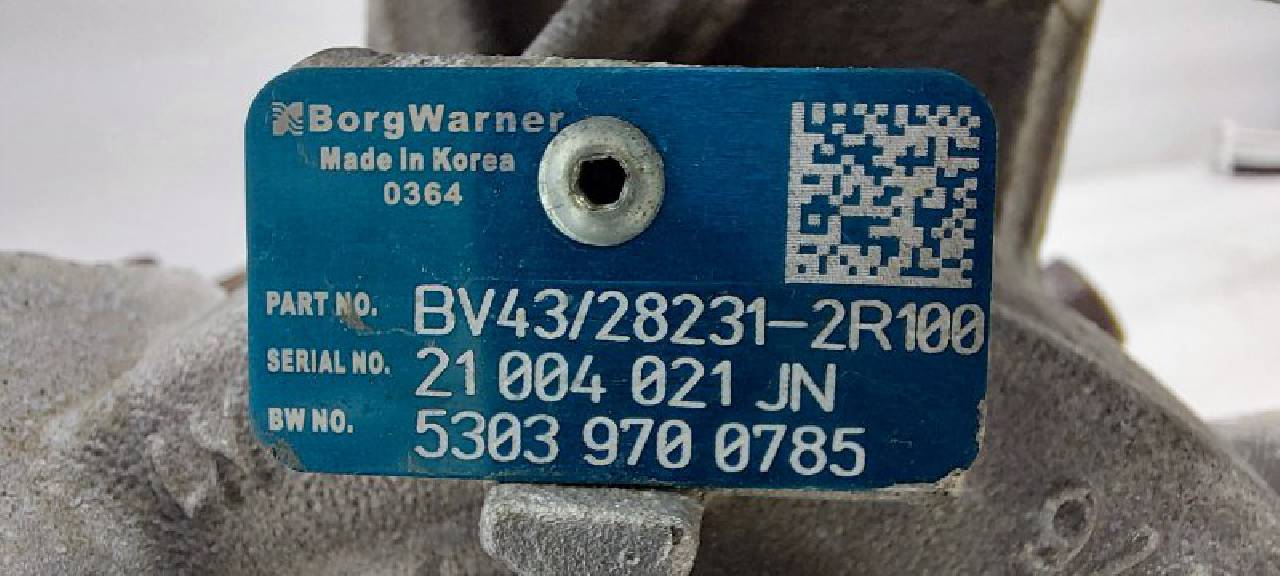 BorgWarner
Made In Korea
0364
PART NO. BV43/28231-2R100
SERIAL NO. 21 004 021 JN
BW NO. 5303 970 0785